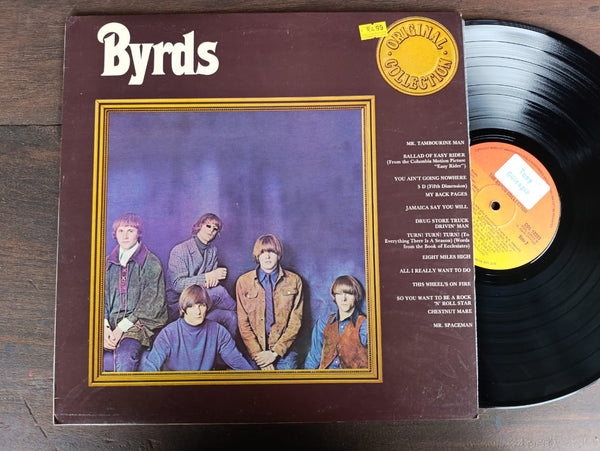 Byrds
ORIGINAL
COLLECTION
MR. TAMBOURINE MAN
BALLAD OF EASY RIDER
(From the Columbia Motion Picture
"Easy Rider")
YOU AIN'T GOING NOWHERE
5 D (Fifth Dimension)
MY BACK PAGES
JAMAICA SAY YOU WILL
DRUG STORE TRUCK
DRIVIN' MAN
TURN! TURN! TURN! (To
Everything There Is A Season) (Words
from the Book of Ecclesiastes)
EIGHT MILES HIGH
ALL I REALLY WANT TO DO
THIS WHEEL'S ON FIRE
SO YOU WANT TO BE A ROCK
'N' ROLL STAR
CHESTNUT MARE
MR. SPACEMAN
Tony